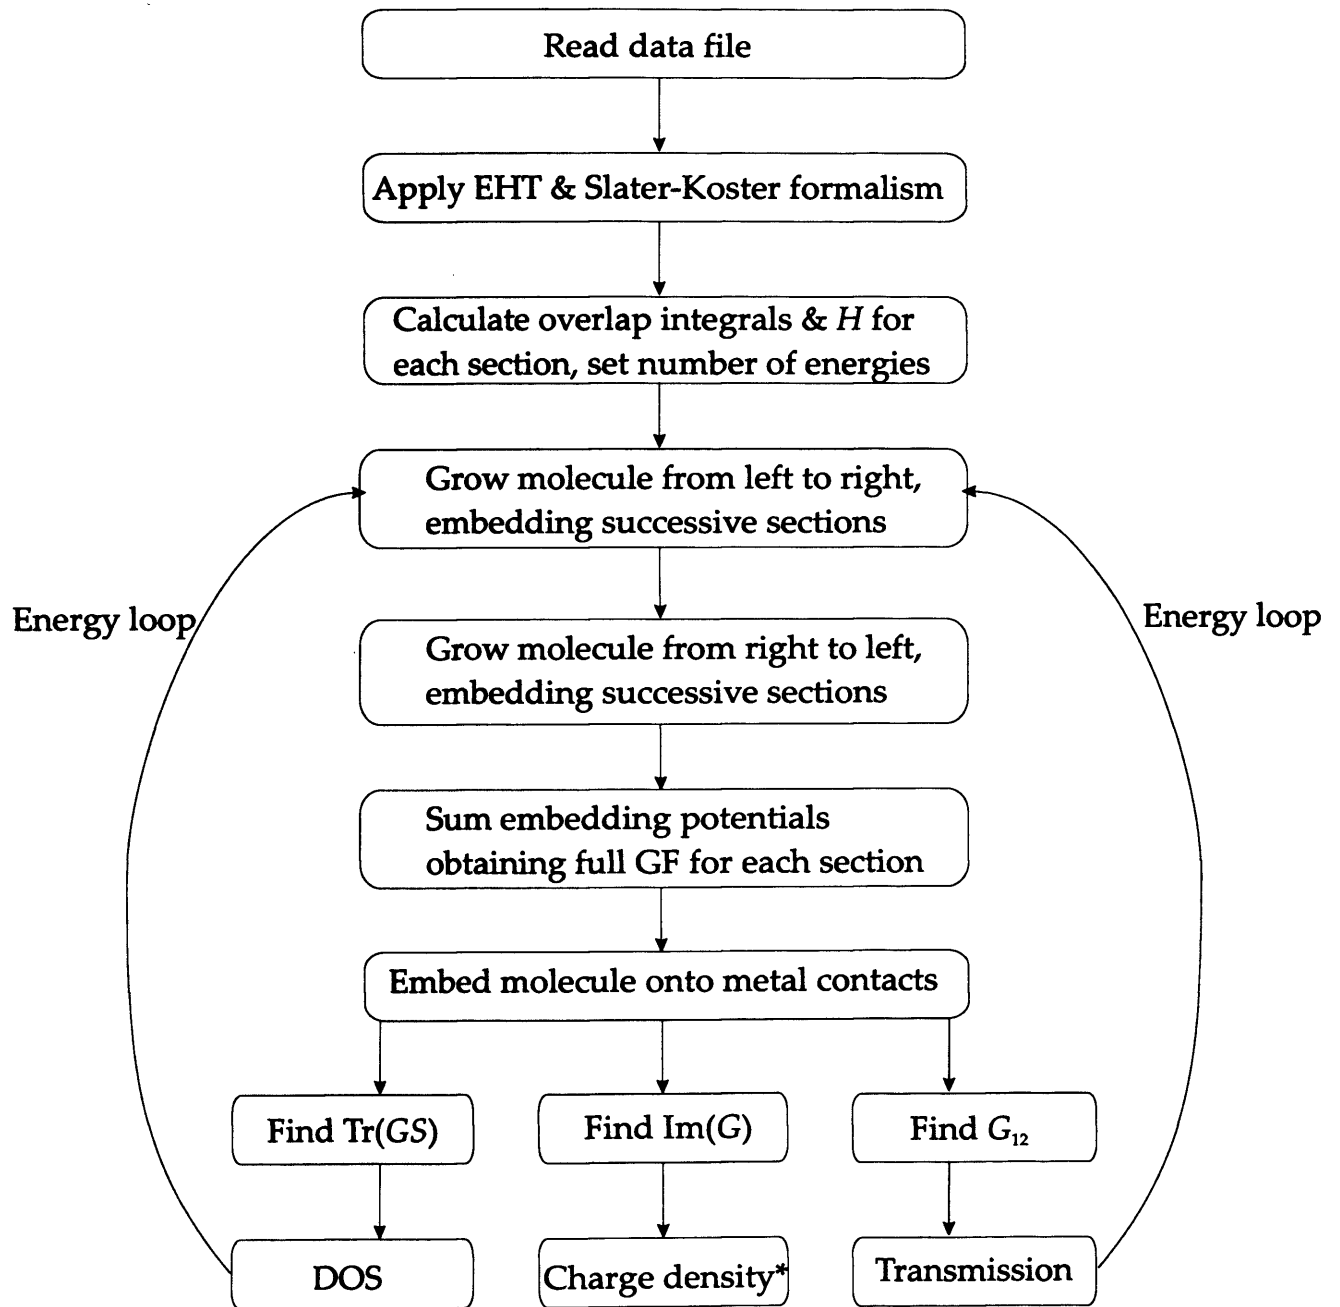 Read data file
Apply EHT & Slater-Koster formalism
Calculate overlap integrals & H for
each section, set number of energies
Grow molecule from left to right,
embedding successive sections
Energy loop
Energy loop
Grow molecule from right to left,
embedding successive sections
Sum embedding potentials
obtaining full GF for each section
Embed molecule onto metal contacts
Find Tr(GS)
Find Im(G)
Find G₁₂
DOS
Charge density*
Transmission